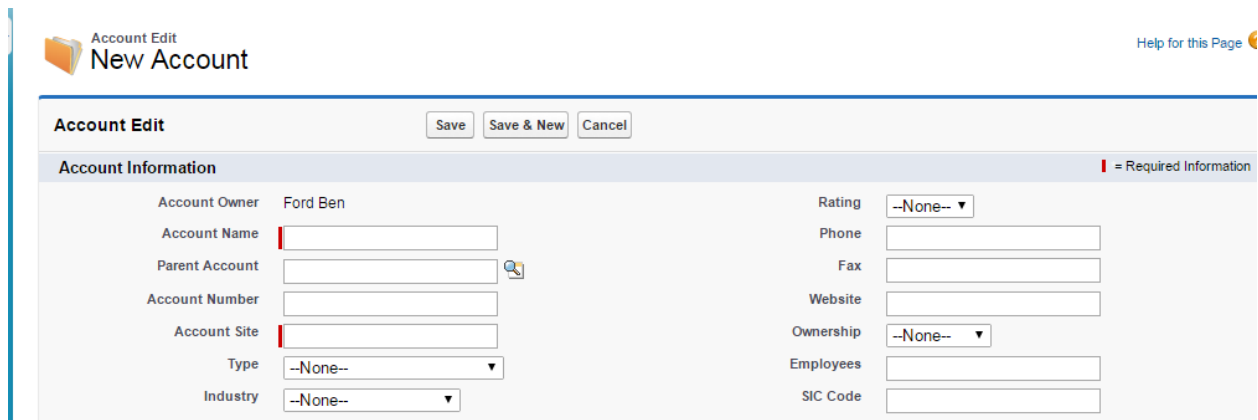 Account Edit
New Account
Help for this Page
Account Edit
Save
Save & New
Cancel
Account Information
= Required Information
Account Owner
Ford Ben
Rating
--None--
Account Name
Phone
Parent Account
Fax
Account Number
Website
Account Site
Ownership
--None--
Type
--None--
Employees
Industry
--None--
SIC Code